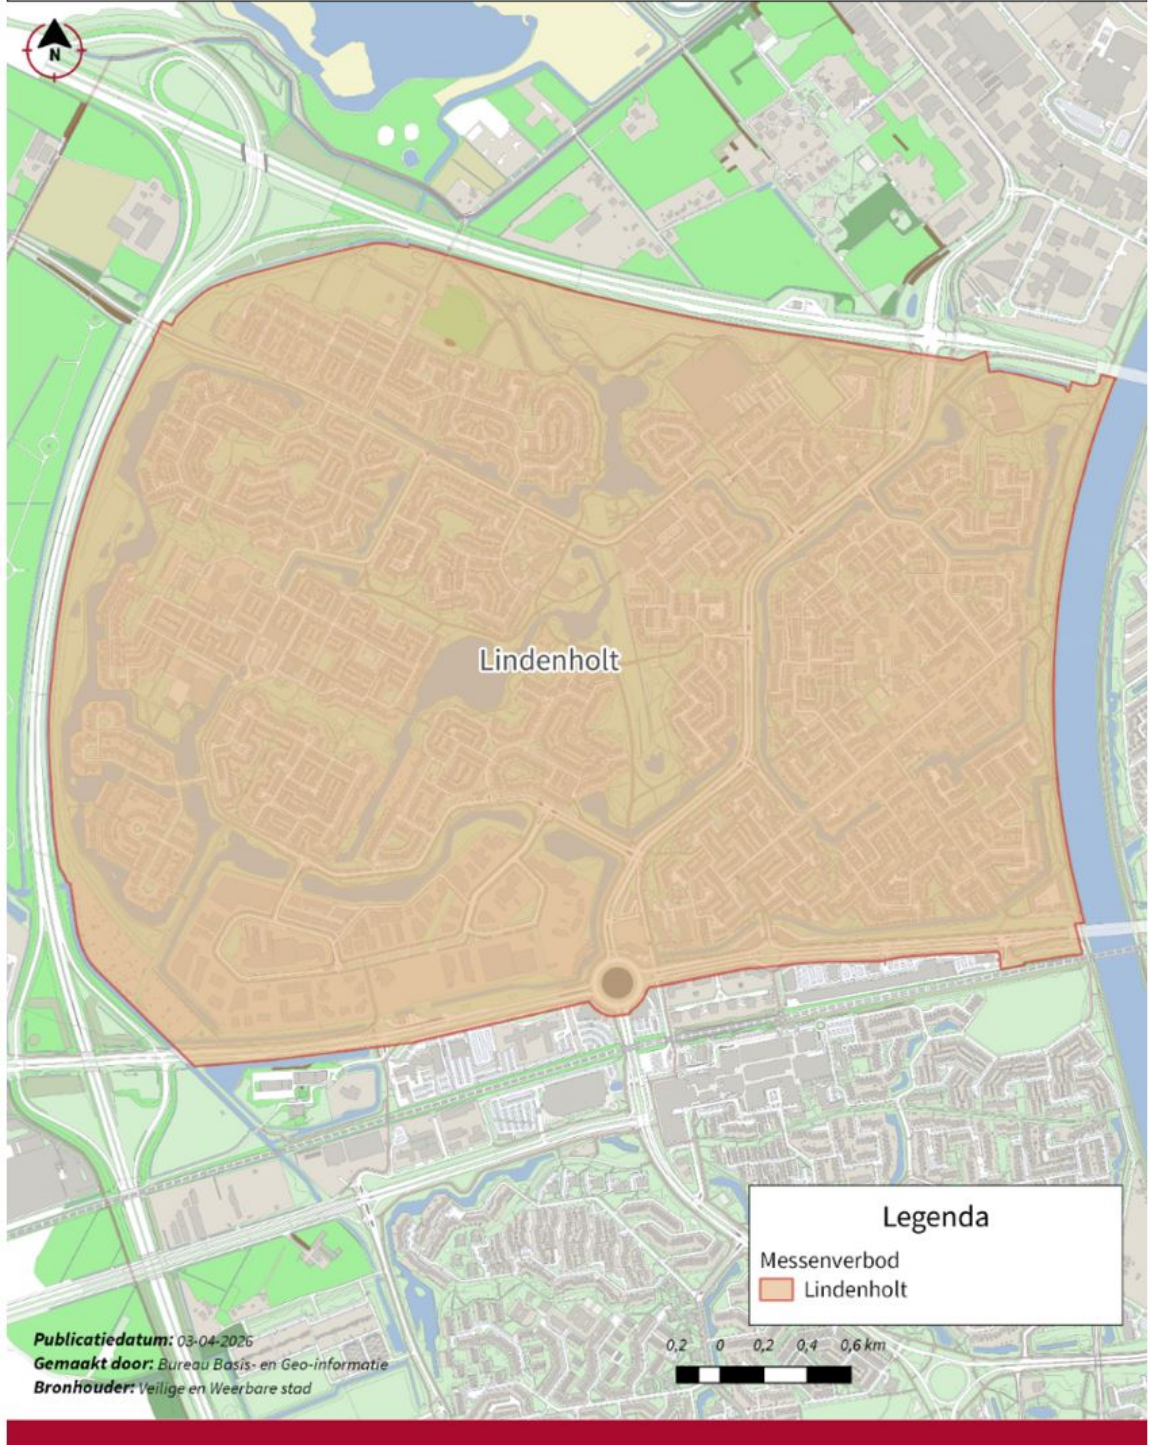 N
Lindenholt
Legenda
Messenverbod
Lindenholt
Publicatiedatum: 03-04-2026
Gemaakt door: Bureau Basis- en Geo-informatie
Bronhouder: Veilige en Weerbare stad
0,2 0 0,2 0,4 0,6 km